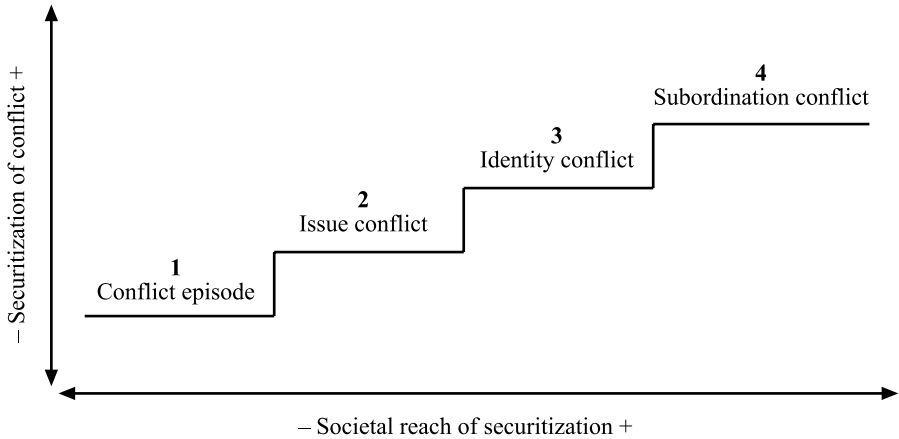 4
Subordination conflict
3
Identity conflict
2
Issue conflict
1
Conflict episode
– Securitization of conflict +
– Societal reach of securitization +